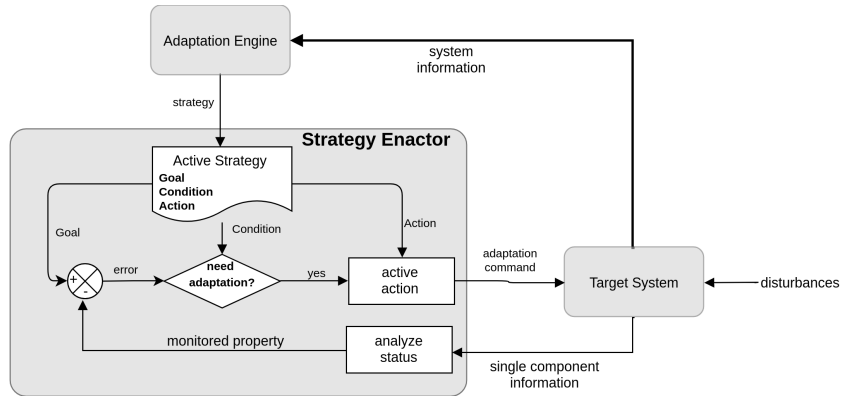 Adaptation Engine
system
information
strategy
Strategy Enactor
Active Strategy
Goal
Condition
Action
Goal
Condition
Action
+
-
error
need
adaptation?
yes
active
action
adaptation
command
Target System
disturbances
monitored property
analyze
status
single component
information